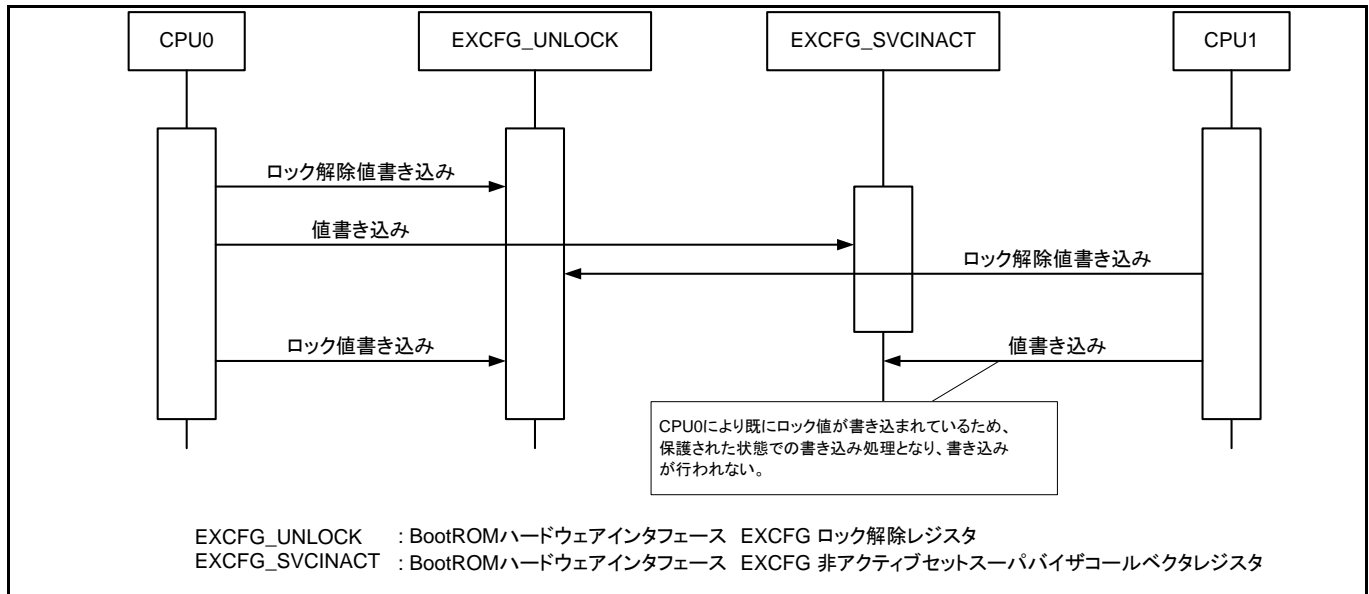 CPU0
EXCFG_UNLOCK
EXCFG_SVCINACT
CPU1
ロック解除値書き込み
値書き込み
ロック解除値書き込み
ロック値書き込み
値書き込み
CPU0により既にロック値が書き込まれているため、
保護された状態での書き込み処理となり、書き込み
が行われない。
EXCFG_UNLOCK : BootROMハードウェアインタフェース EXCFG ロック解除レジスタ
EXCFG_SVCINACT : BootROMハードウェアインタフェース EXCFG 非アクティブセットスーパバイザコールベクタレジスタ